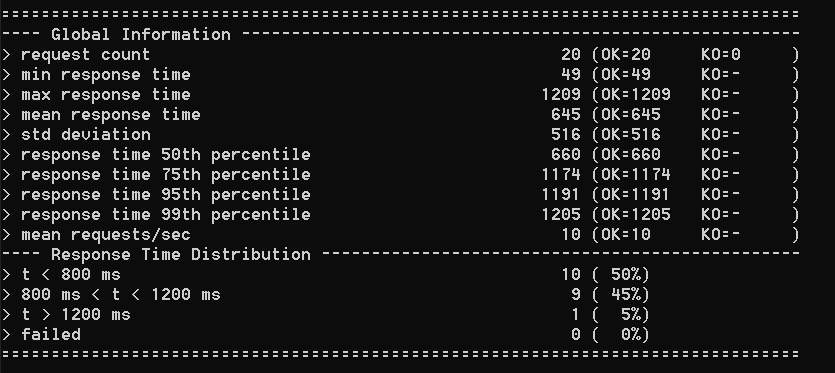 ================================================================================
---- Global Information --------------------------------------------------------
> request count                                         20 (OK=20     KO=0     )
> min response time                                     49 (OK=49     KO=-     )
> max response time                                   1209 (OK=1209   KO=-     )
> mean response time                                   645 (OK=645    KO=-     )
> std deviation                                        516 (OK=516    KO=-     )
> response time 50th percentile                        660 (OK=660    KO=-     )
> response time 75th percentile                       1174 (OK=1174   KO=-     )
> response time 95th percentile                       1191 (OK=1191   KO=-     )
> response time 99th percentile                       1205 (OK=1205   KO=-     )
> mean requests/sec                                     10 (OK=10     KO=-     )
---- Response Time Distribution ------------------------------------------------
> t < 800 ms                                            10 ( 50%)
> 800 ms < t < 1200 ms                                   9 ( 45%)
> t > 1200 ms                                            1 (  5%)
> failed                                                 0 (  0%)
================================================================================